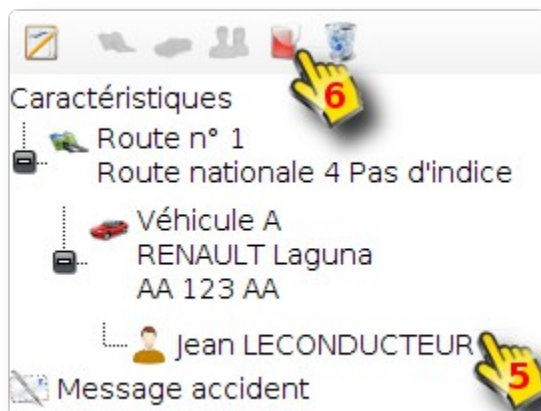 6
Caractéristiques
Route n° 1
Route nationale 4 Pas d'indice
Véhicule A
RENAULT Laguna
AA 123 AA
Jean LECONDUCTEUR
5
Message accident